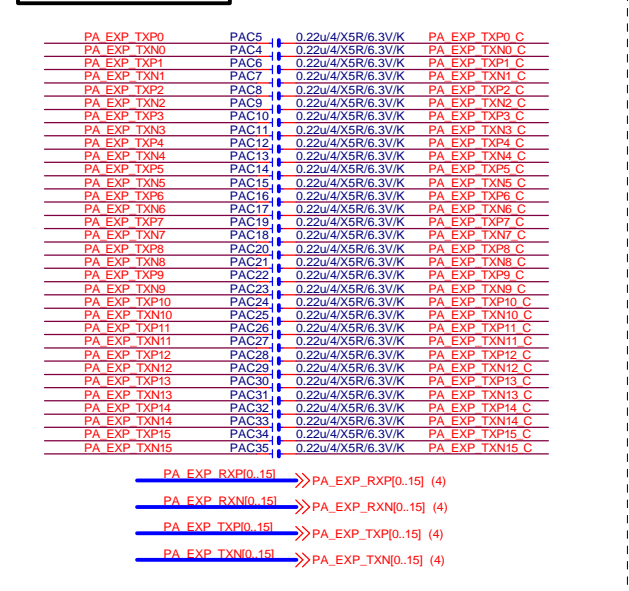 PA_EXP_TXP0 PAC5 0.22u/4/X5R/6.3V/K PA_EXP_TXP0_C
PA_EXP_TXN0 PAC4 0.22u/4/X5R/6.3V/K PA_EXP_TXN0_C
PA_EXP_TXP1 PAC6 0.22u/4/X5R/6.3V/K PA_EXP_TXP1_C
PA_EXP_TXN1 PAC7 0.22u/4/X5R/6.3V/K PA_EXP_TXN1_C
PA_EXP_TXP2 PAC8 0.22u/4/X5R/6.3V/K PA_EXP_TXP2_C
PA_EXP_TXN2 PAC9 0.22u/4/X5R/6.3V/K PA_EXP_TXN2_C
PA_EXP_TXP3 PAC10 0.22u/4/X5R/6.3V/K PA_EXP_TXP3_C
PA_EXP_TXN3 PAC11 0.22u/4/X5R/6.3V/K PA_EXP_TXN3_C
PA_EXP_TXP4 PAC12 0.22u/4/X5R/6.3V/K PA_EXP_TXP4_C
PA_EXP_TXN4 PAC13 0.22u/4/X5R/6.3V/K PA_EXP_TXN4_C
PA_EXP_TXP5 PAC14 0.22u/4/X5R/6.3V/K PA_EXP_TXP5_C
PA_EXP_TXN5 PAC15 0.22u/4/X5R/6.3V/K PA_EXP_TXN5_C
PA_EXP_TXP6 PAC16 0.22u/4/X5R/6.3V/K PA_EXP_TXP6_C
PA_EXP_TXN6 PAC17 0.22u/4/X5R/6.3V/K PA_EXP_TXN6_C
PA_EXP_TXP7 PAC19 0.22u/4/X5R/6.3V/K PA_EXP_TXP7_C
PA_EXP_TXN7 PAC18 0.22u/4/X5R/6.3V/K PA_EXP_TXN7_C
PA_EXP_TXP8 PAC20 0.22u/4/X5R/6.3V/K PA_EXP_TXP8_C
PA_EXP_TXN8 PAC21 0.22u/4/X5R/6.3V/K PA_EXP_TXN8_C
PA_EXP_TXP9 PAC22 0.22u/4/X5R/6.3V/K PA_EXP_TXP9_C
PA_EXP_TXN9 PAC23 0.22u/4/X5R/6.3V/K PA_EXP_TXN9_C
PA_EXP_TXP10 PAC24 0.22u/4/X5R/6.3V/K PA_EXP_TXP10_C
PA_EXP_TXN10 PAC25 0.22u/4/X5R/6.3V/K PA_EXP_TXN10_C
PA_EXP_TXP11 PAC26 0.22u/4/X5R/6.3V/K PA_EXP_TXP11_C
PA_EXP_TXN11 PAC27 0.22u/4/X5R/6.3V/K PA_EXP_TXN11_C
PA_EXP_TXP12 PAC28 0.22u/4/X5R/6.3V/K PA_EXP_TXP12_C
PA_EXP_TXN12 PAC29 0.22u/4/X5R/6.3V/K PA_EXP_TXN12_C
PA_EXP_TXP13 PAC30 0.22u/4/X5R/6.3V/K PA_EXP_TXP13_C
PA_EXP_TXN13 PAC31 0.22u/4/X5R/6.3V/K PA_EXP_TXN13_C
PA_EXP_TXP14 PAC32 0.22u/4/X5R/6.3V/K PA_EXP_TXP14_C
PA_EXP_TXN14 PAC33 0.22u/4/X5R/6.3V/K PA_EXP_TXN14_C
PA_EXP_TXP15 PAC34 0.22u/4/X5R/6.3V/K PA_EXP_TXP15_C
PA_EXP_TXN15 PAC35 0.22u/4/X5R/6.3V/K PA_EXP_TXN15_C
PA_EXP_RXP[0..15] PA_EXP_RXP[0..15] (4)
PA_EXP_RXN[0..15] PA_EXP_RXN[0..15] (4)
PA_EXP_TXP[0..15] PA_EXP_TXP[0..15] (4)
PA_EXP_TXN[0..15] PA_EXP_TXN[0..15] (4)